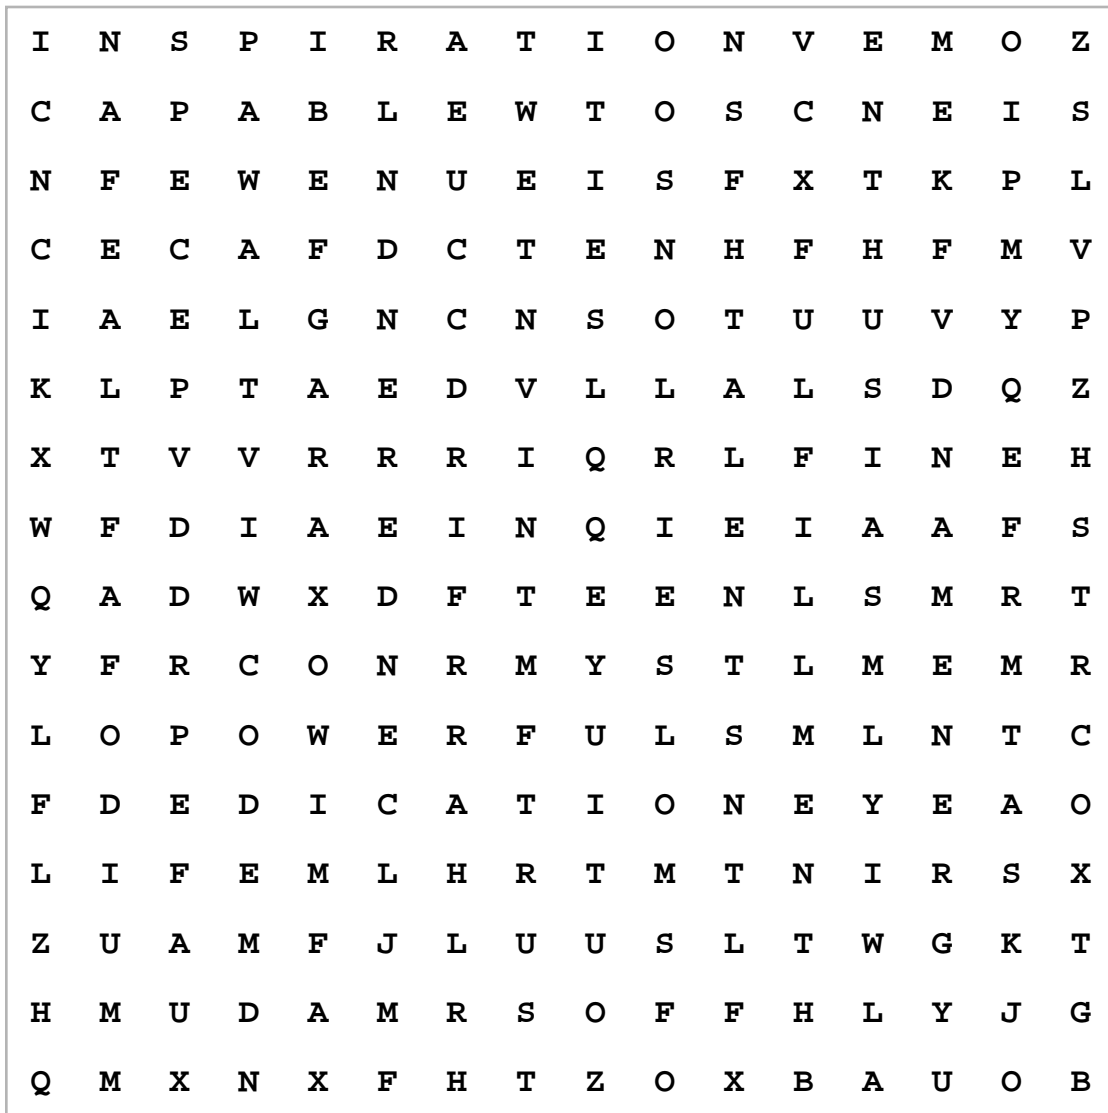 I N S P I R A T I O N V E M O Z
C A P A B L E W T O S C N E I S
N F E W E N U E I S F X T K P L
C E C A F D C T E N H F H F M V
I A E L G N C N S O T U U V Y P
K L P T A E D V L L A L S D Q Z
X T V V R R R I Q R L F I N E H
W F D I A E I N Q I E I A A F S
Q A D W X D F T E E N L S M R T
Y F R C O N R M Y S T L M E M R
L O P O W E R F U L S M L N T C
F D E D I C A T I O N E Y E A O
L I F E M L H R T M T N I R S X
Z U A M F J L U U S L T W G K T
H M U D A M R S O F F H L Y J G
Q M X N X F H T Z O X B A U O B